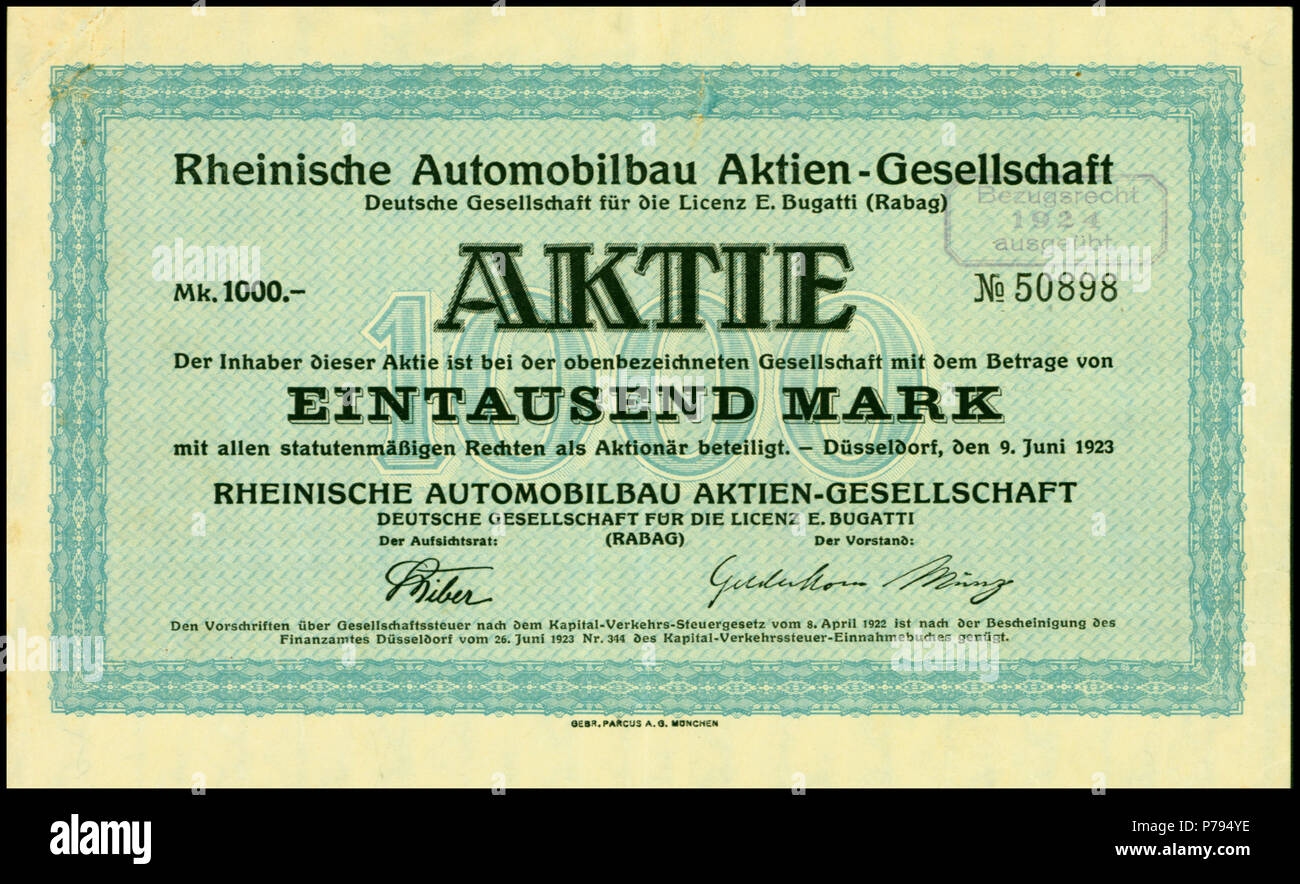 Rheinische Automobilbau Aktien-Gesellschaft
Deutsche Gesellschaft für die Licenz E. Bugatti (Rabag)
Bezugsrecht
1924
ausgeübt
AKTIE
Mk. 1000.–
№ 50898
1000
Der Inhaber dieser Aktie ist bei der obenbezeichneten Gesellschaft mit dem Betrage von
EINTAUSEND MARK
mit allen statutenmäßigen Rechten als Aktionär beteiligt. – Düsseldorf, den 9. Juni 1923
RHEINISCHE AUTOMOBILBAU AKTIEN-GESELLSCHAFT
DEUTSCHE GESELLSCHAFT FÜR DIE LICENZ E. BUGATTI
(RABAG)
Der Aufsichtsrat: Der Vorstand:
Münz
Den Vorschriften über Gesellschaftssteuer nach dem Kapital-Verkehrs-Steuergesetz vom 8. April 1922 ist nach der Bescheinigung des
Finanzamtes Düsseldorf vom 26. Juni 1923 Nr. 344 des Kapital-Verkehrssteuer-Einnahmebuches genügt.
GEBR. PARCUS A. G. MÜNCHEN
alamy
alamy
Image ID: P794YE
www.alamy.com